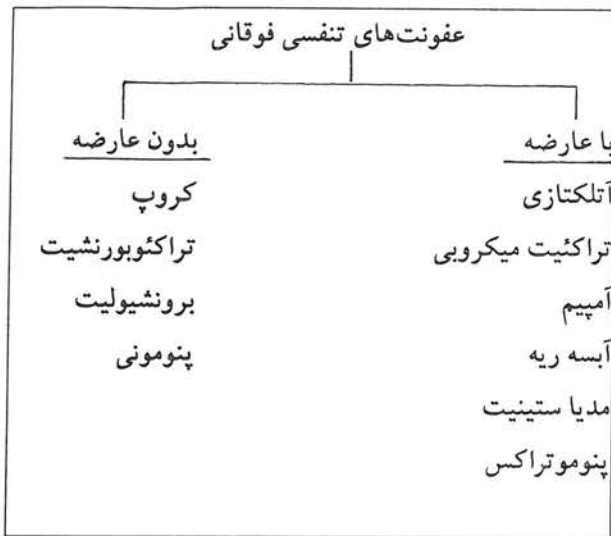 عفونت‌های تنفسی فوقانی
با عارضه
آتلکتازی
تراکئیت میکروبی
آمپیم
آبسه ریه
مدیا ستینیت
پنوموتراکس
بدون عارضه
کروپ
تراکئوبورنشیت
برونشیولیت
پنومونی